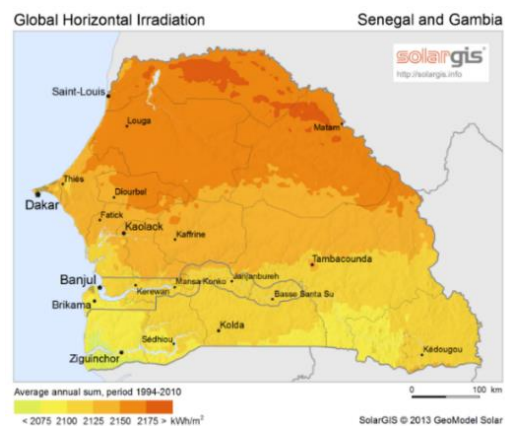 Global Horizontal Irradiation
Senegal and Gambia
solargis
http://solargis.info
Saint-Louis
Louga
Matam
Thiès
Diourbel
Dakar
Fatick
Kaolack
Kaffrine
Tambacounda
Banjul
Kerewan
Mansa Konko
Janjanbureh
Basse Santa Su
Brikama
Kolda
Sédhiou
Ziguinchor
Kédougou
Average annual sum, period 1994-2010
0 100 km
< 2075 2100 2125 2150 2175 > kWh/m²
SolarGIS © 2013 GeoModel Solar